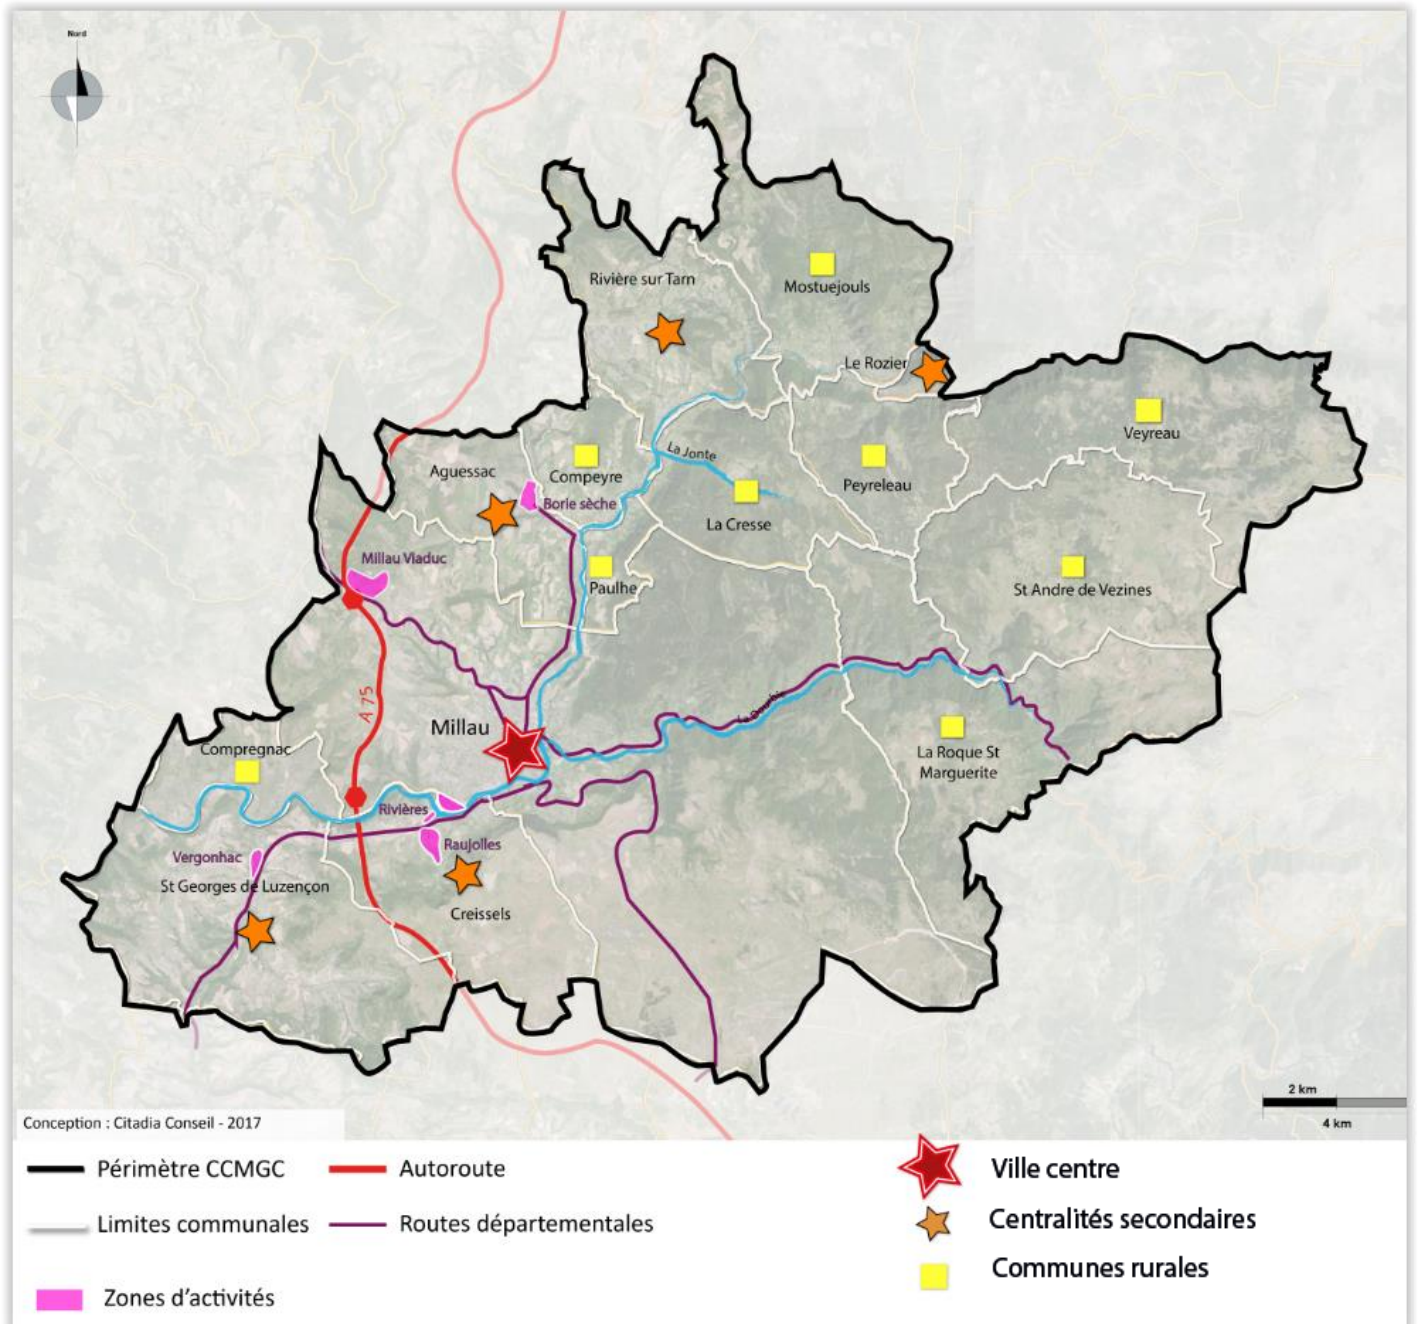 Nord
Rivière sur Tarn
Mostuejouls
Le Rozier
Veyreau
La Jonte
Aguessac
Compeyre
Peyreleau
Borie sèche
La Cresse
Millau Viaduc
Paulhe
St Andre de Vezines
A 75
La Dourbie
Millau
Compregnac
La Roque St
Marguerite
Rivières
Raujolles
Vergonhac
St Georges de Luzençon
Creissels
2 km
4 km
Conception : Citadia Conseil - 2017
Périmètre CCMGC
Autoroute
Ville centre
Limites communales
Routes départementales
Centralités secondaires
Communes rurales
Zones d'activités